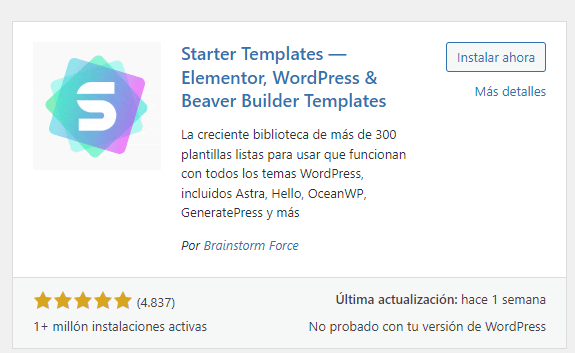 Starter Templates —
Elementor, WordPress &
Beaver Builder Templates
Instalar ahora
Más detalles
La creciente biblioteca de más de 300
plantillas listas para usar que funcionan
con todos los temas WordPress,
incluidos Astra, Hello, OceanWP,
GeneratePress y más
Por Brainstorm Force
(4.837)
1+ millón instalaciones activas
Última actualización: hace 1 semana
No probado con tu versión de WordPress